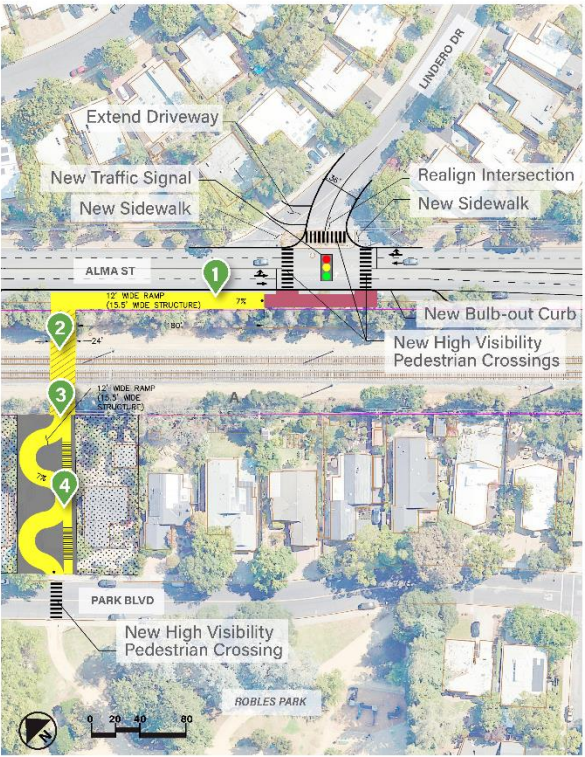 LINDERO DR
Extend Driveway
36'
New Traffic Signal
Realign Intersection
New Sidewalk
New Sidewalk
ALMA ST
1
12' WIDE RAMP
(15.5' WIDE STRUCTURE)
7%
New Bulb-out Curb
2
180'
24'
New High Visibility
Pedestrian Crossings
3
12' WIDE RAMP
(15.5' WIDE
STRUCTURE)
A
7%
4
PARK BLVD
New High Visibility
Pedestrian Crossing
ROBLES PARK
N
0 20 40 80